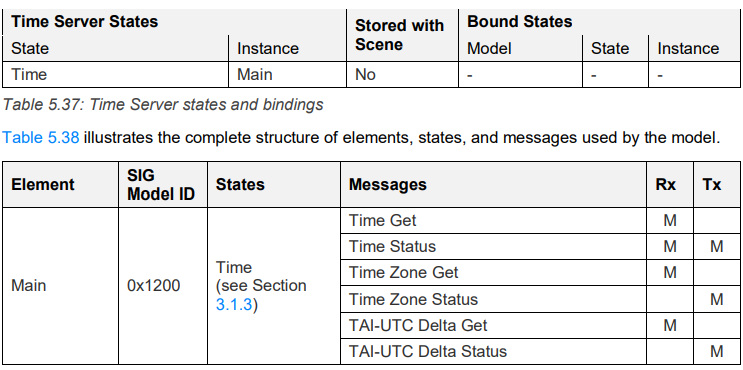 Time Server States Stored with Scene Bound States
State Instance Model State Instance
Time Main No - - -
Table 5.37: Time Server states and bindings
Table 5.38 illustrates the complete structure of elements, states, and messages used by the model.
Element SIG Model ID States Messages Rx Tx
Main 0x1200 Time (see Section 3.1.3)
Time Get M
Time Status M M
Time Zone Get M
Time Zone Status M
TAI-UTC Delta Get M
TAI-UTC Delta Status M